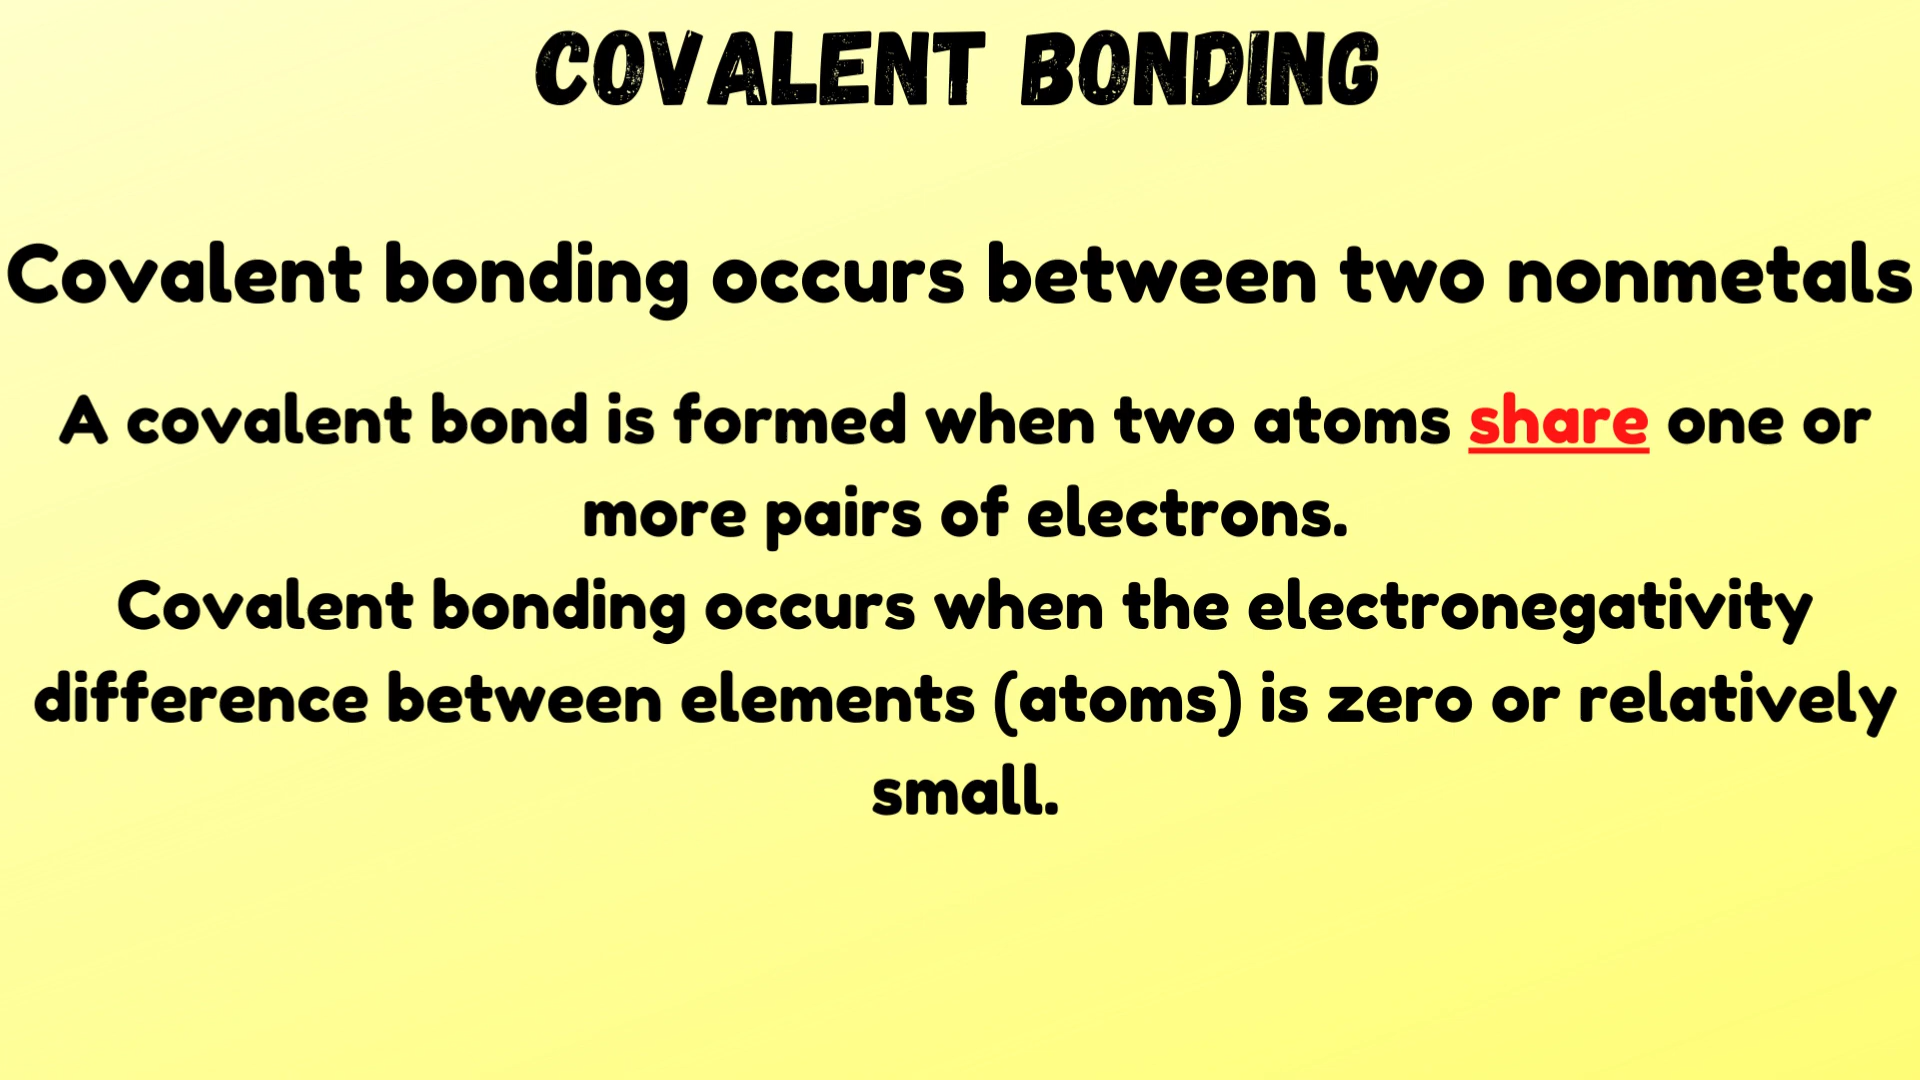 COVALENT BONDING
Covalent bonding occurs between two nonmetals
A covalent bond is formed when two atoms share one or
more pairs of electrons.
Covalent bonding occurs when the electronegativity
difference between elements (atoms) is zero or relatively
small.